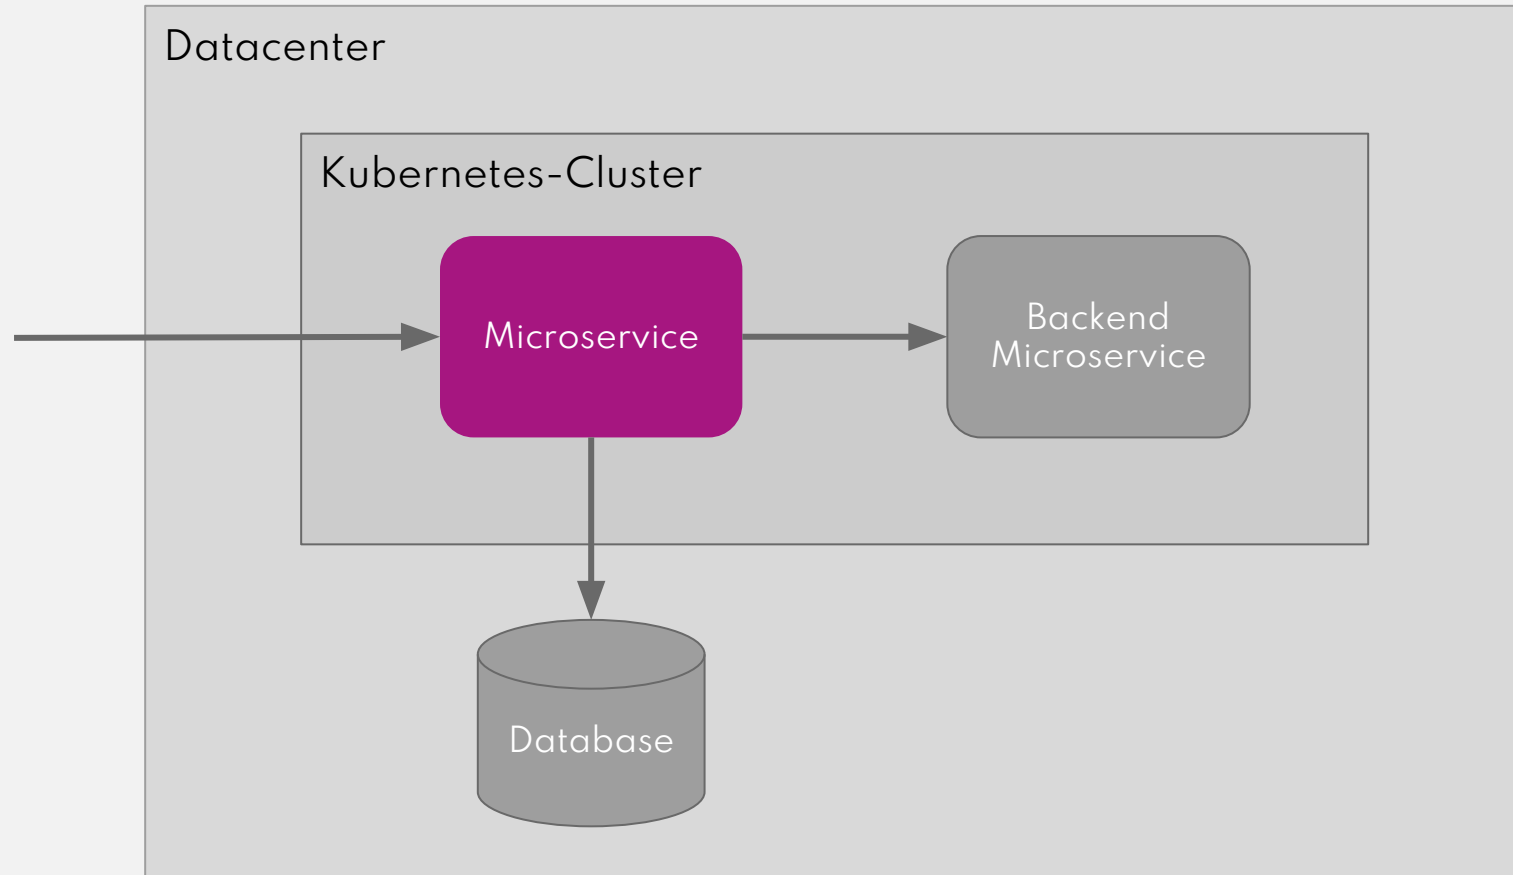 Datacenter
Kubernetes-Cluster
Microservice
Backend
Microservice
Database